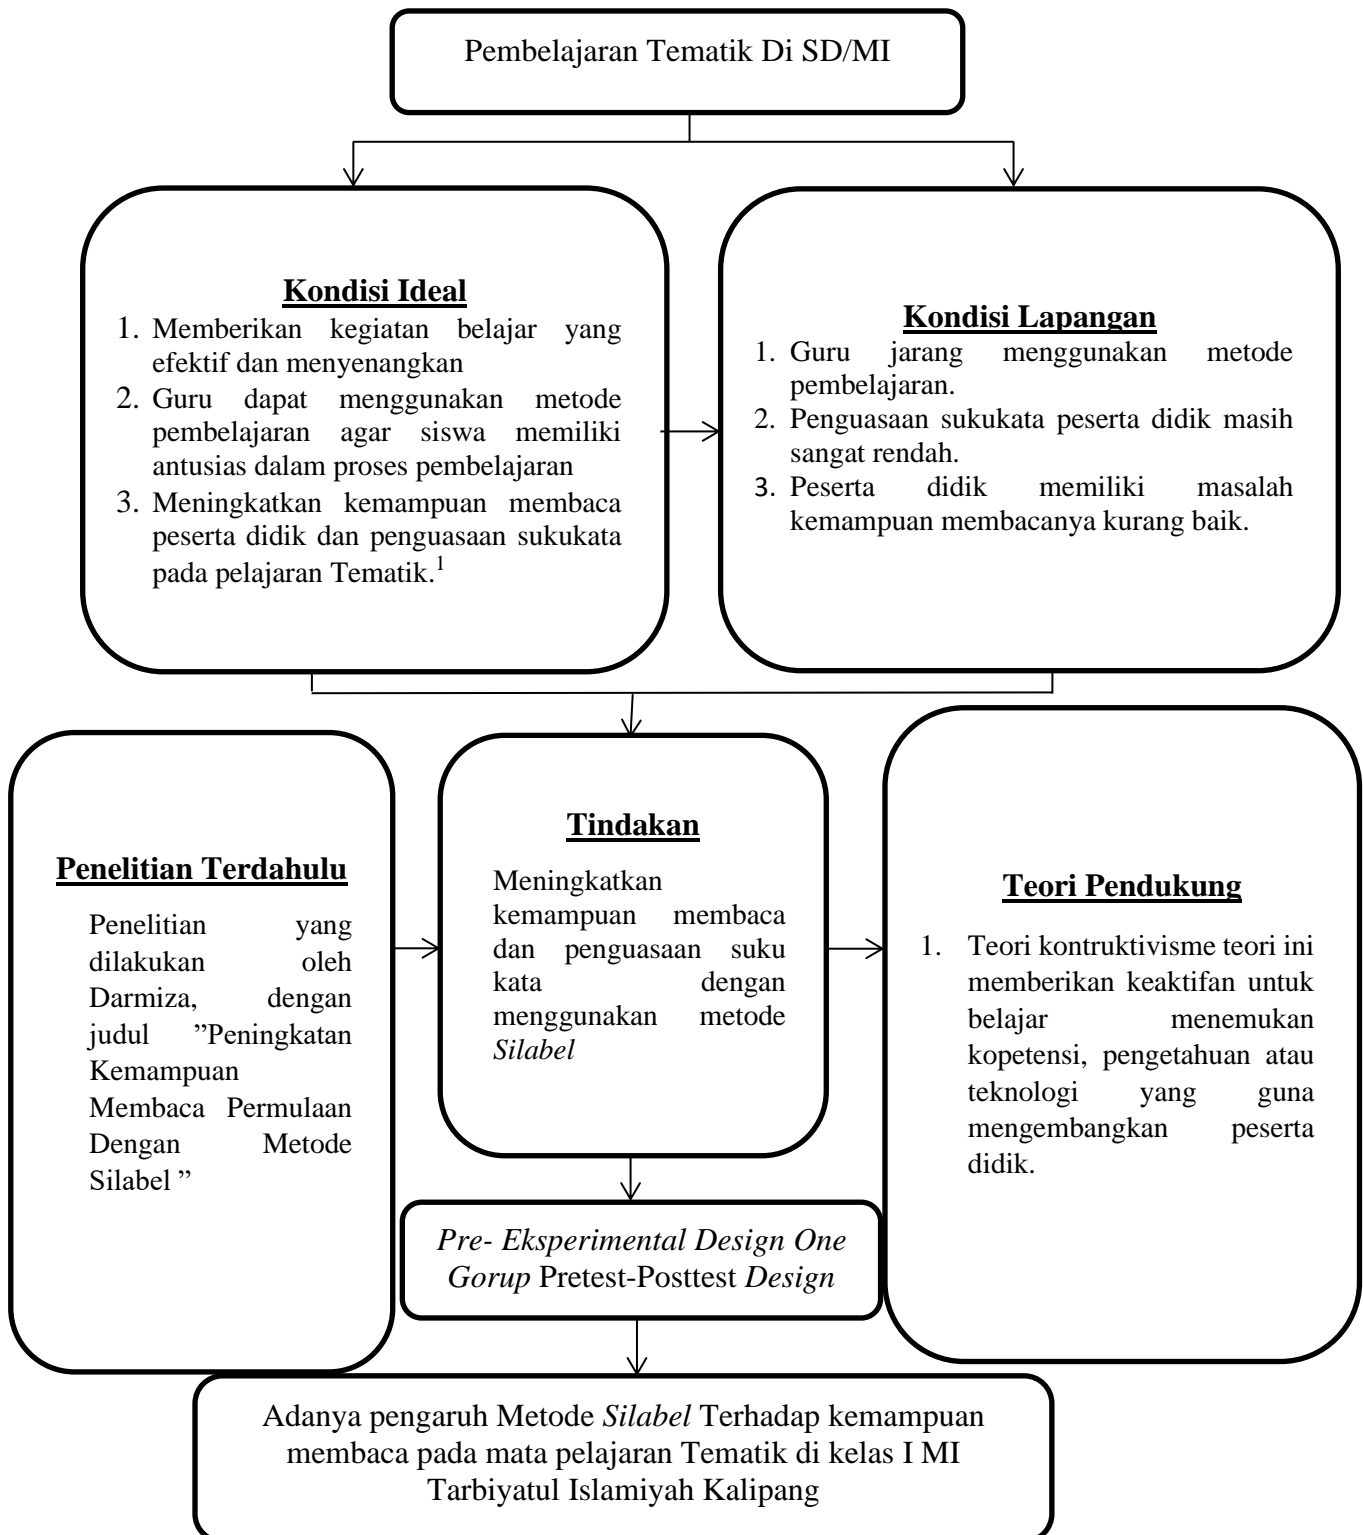 Pembelajaran Tematik Di SD/MI
Kondisi Ideal
1. Memberikan kegiatan belajar yang
efektif dan menyenangkan
2. Guru dapat menggunakan metode
pembelajaran agar siswa memiliki
antusias dalam proses pembelajaran
3. Meningkatkan kemampuan membaca
peserta didik dan penguasaan sukukata
pada pelajaran Tematik.¹
Kondisi Lapangan
1. Guru jarang menggunakan metode
pembelajaran.
2. Penguasaan sukukata peserta didik masih
sangat rendah.
3. Peserta didik memiliki masalah
kemampuan membacanya kurang baik.
Penelitian Terdahulu
Penelitian yang
dilakukan oleh
Darmiza, dengan
judul ”Peningkatan
Kemampuan
Membaca Permulaan
Dengan Metode
Silabel ”
Tindakan
Meningkatkan
kemampuan membaca
dan penguasaan suku
kata dengan
menggunakan metode
Silabel
Teori Pendukung
1. Teori kontruktivisme teori ini
memberikan keaktifan untuk
belajar menemukan
kopetensi, pengetahuan atau
teknologi yang guna
mengembangkan peserta
didik.
Pre- Eksperimental Design One
Gorup Pretest-Posttest Design
Adanya pengaruh Metode Silabel Terhadap kemampuan
membaca pada mata pelajaran Tematik di kelas I MI
Tarbiyatul Islamiyah Kalipang